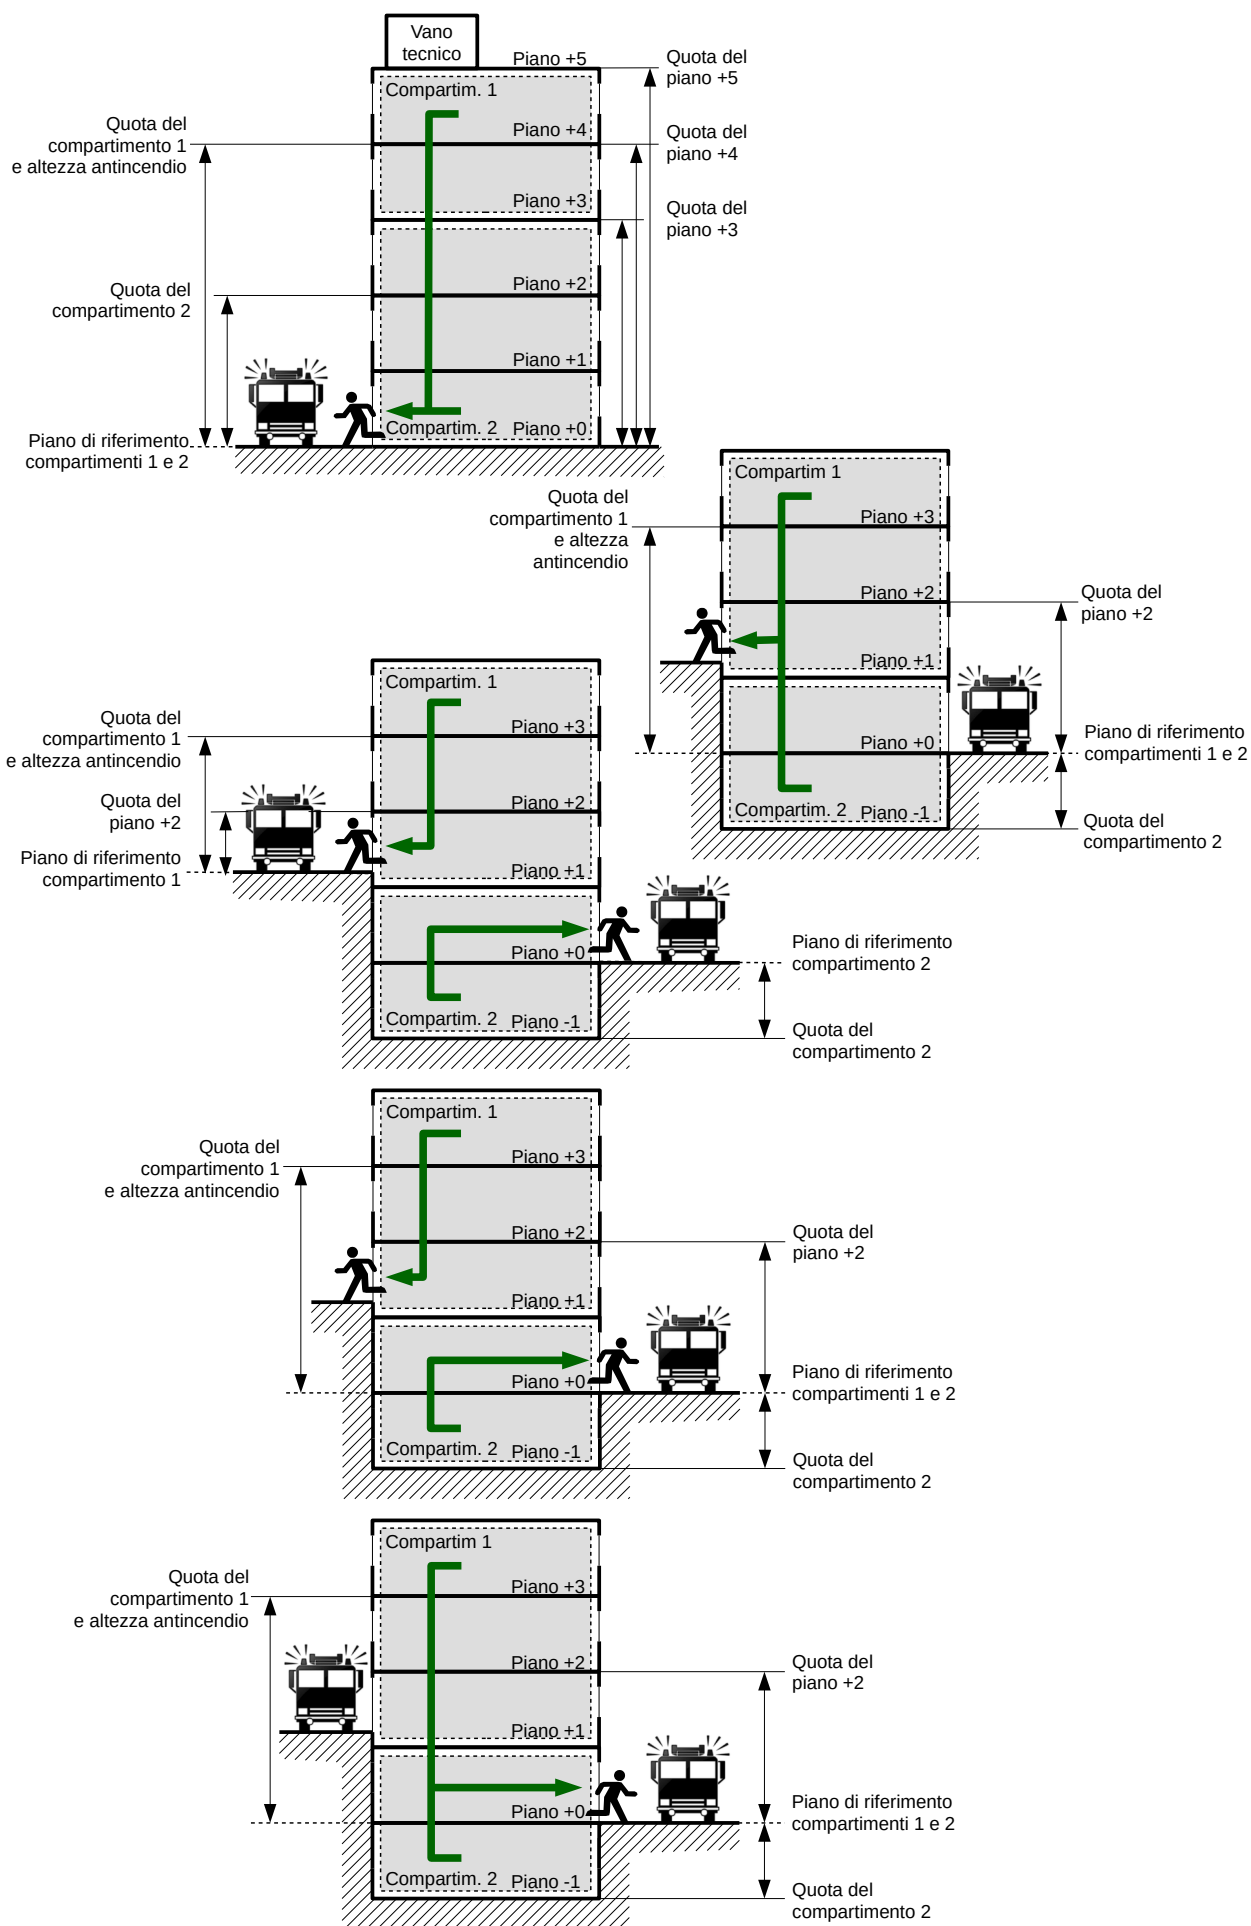 Vano
tecnico
Piano +5
Quota del
piano +5
Compartim. 1
Quota del
compartimento 1
e altezza antincendio
Piano +4
Quota del
piano +4
Piano +3
Quota del
piano +3
Quota del
compartimento 2
Piano +2
Piano +1
Piano di riferimento
compartimenti 1 e 2
Compartim. 2
Piano +0
Compartim 1
Quota del
compartimento 1
e altezza
antincendio
Piano +3
Piano +2
Quota del
piano +2
Piano +1
Piano +0
Piano di riferimento
compartimenti 1 e 2
Compartim. 2
Piano -1
Quota del
compartimento 2
Compartim. 1
Quota del
compartimento 1
e altezza antincendio
Piano +3
Quota del
piano +2
Piano +2
Piano di riferimento
compartimento 1
Piano +1
Piano +0
Piano di riferimento
compartimento 2
Compartim. 2
Piano -1
Quota del
compartimento 2
Compartim. 1
Quota del
compartimento 1
e altezza antincendio
Piano +3
Piano +2
Quota del
piano +2
Piano +1
Piano +0
Piano di riferimento
compartimenti 1 e 2
Compartim. 2
Piano -1
Quota del
compartimento 2
Compartim 1
Quota del
compartimento 1
e altezza antincendio
Piano +3
Piano +2
Quota del
piano +2
Piano +1
Piano +0
Piano di riferimento
compartimenti 1 e 2
Compartim. 2
Piano -1
Quota del
compartimento 2